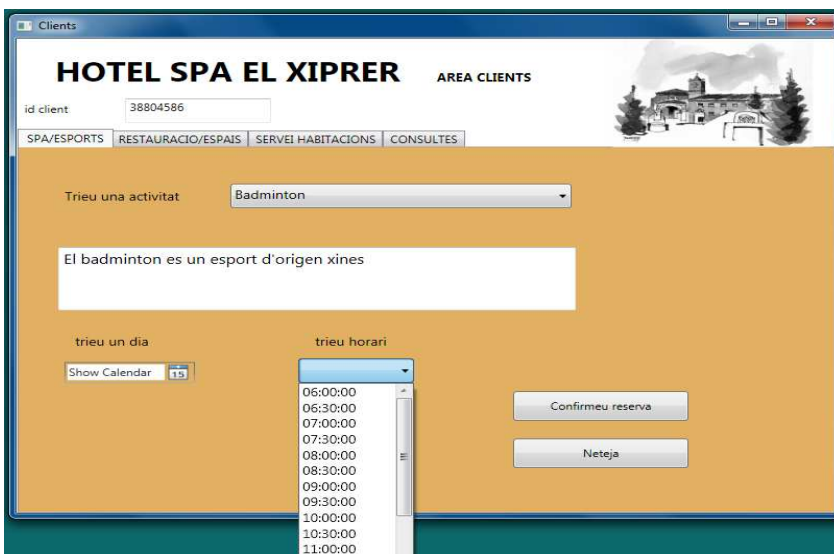 Clients
HOTEL SPA EL XIPRER AREA CLIENTS
id client 38804586
SPA/ESPORTS RESTAURACIO/ESPAIS SERVEI HABITACIONS CONSULTES
Trieu una activitat Badminton
El badminton es un esport d'origen xines
trieu un dia trieu horari
Show Calendar 15
06:00:00
06:30:00
07:00:00
07:30:00
08:00:00
08:30:00
09:00:00
09:30:00
10:00:00
10:30:00
11:00:00
Confirmeu reserva
Neteja